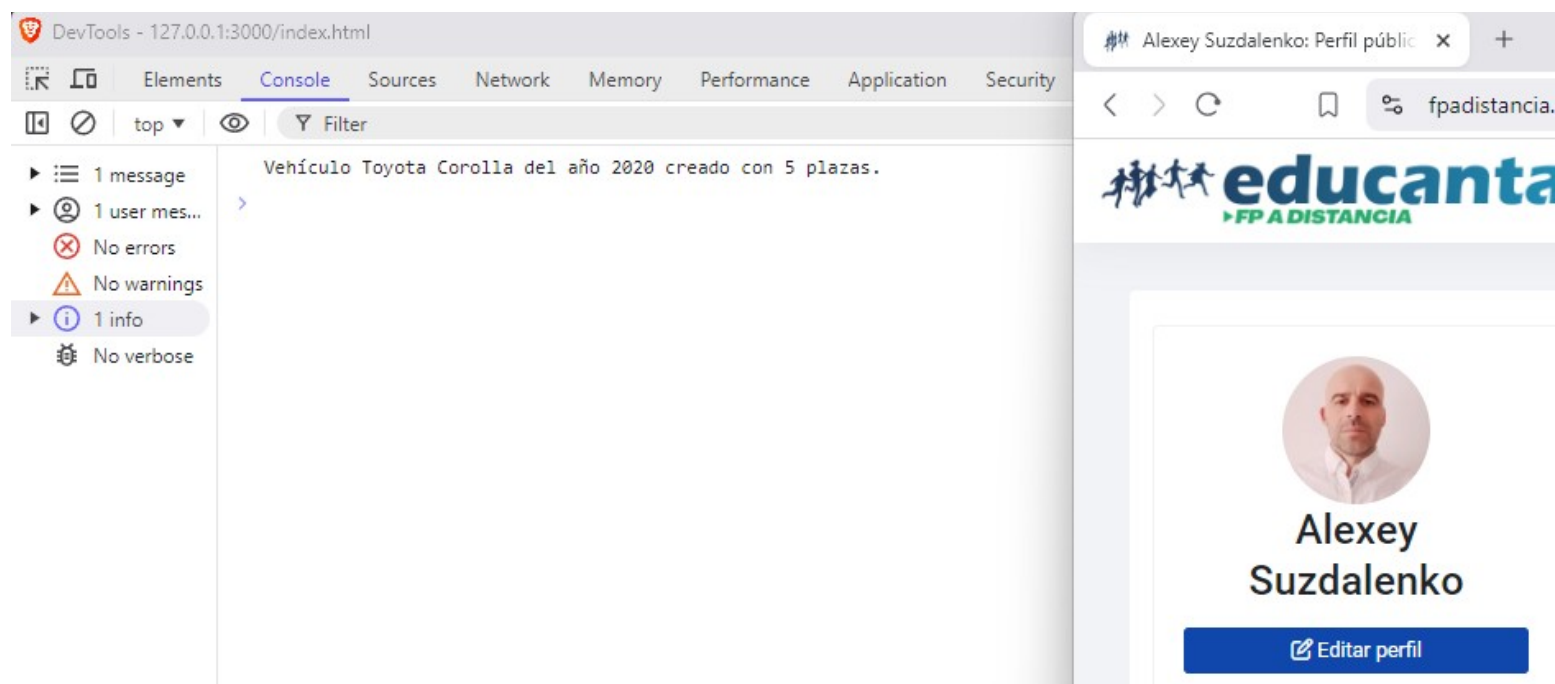 DevTools - 127.0.0.1:3000/index.html
Elements Console Sources Network Memory Performance Application Security
top Filter
1 message
1 user mes...
No errors
No warnings
1 info
No verbose
Vehículo Toyota Corolla del año 2020 creado con 5 plazas.
Alexey Suzdalenko: Perfil públic
fpadistancia.
educanta
FP A DISTANCIA
Alexey
Suzdalenko
Editar perfil